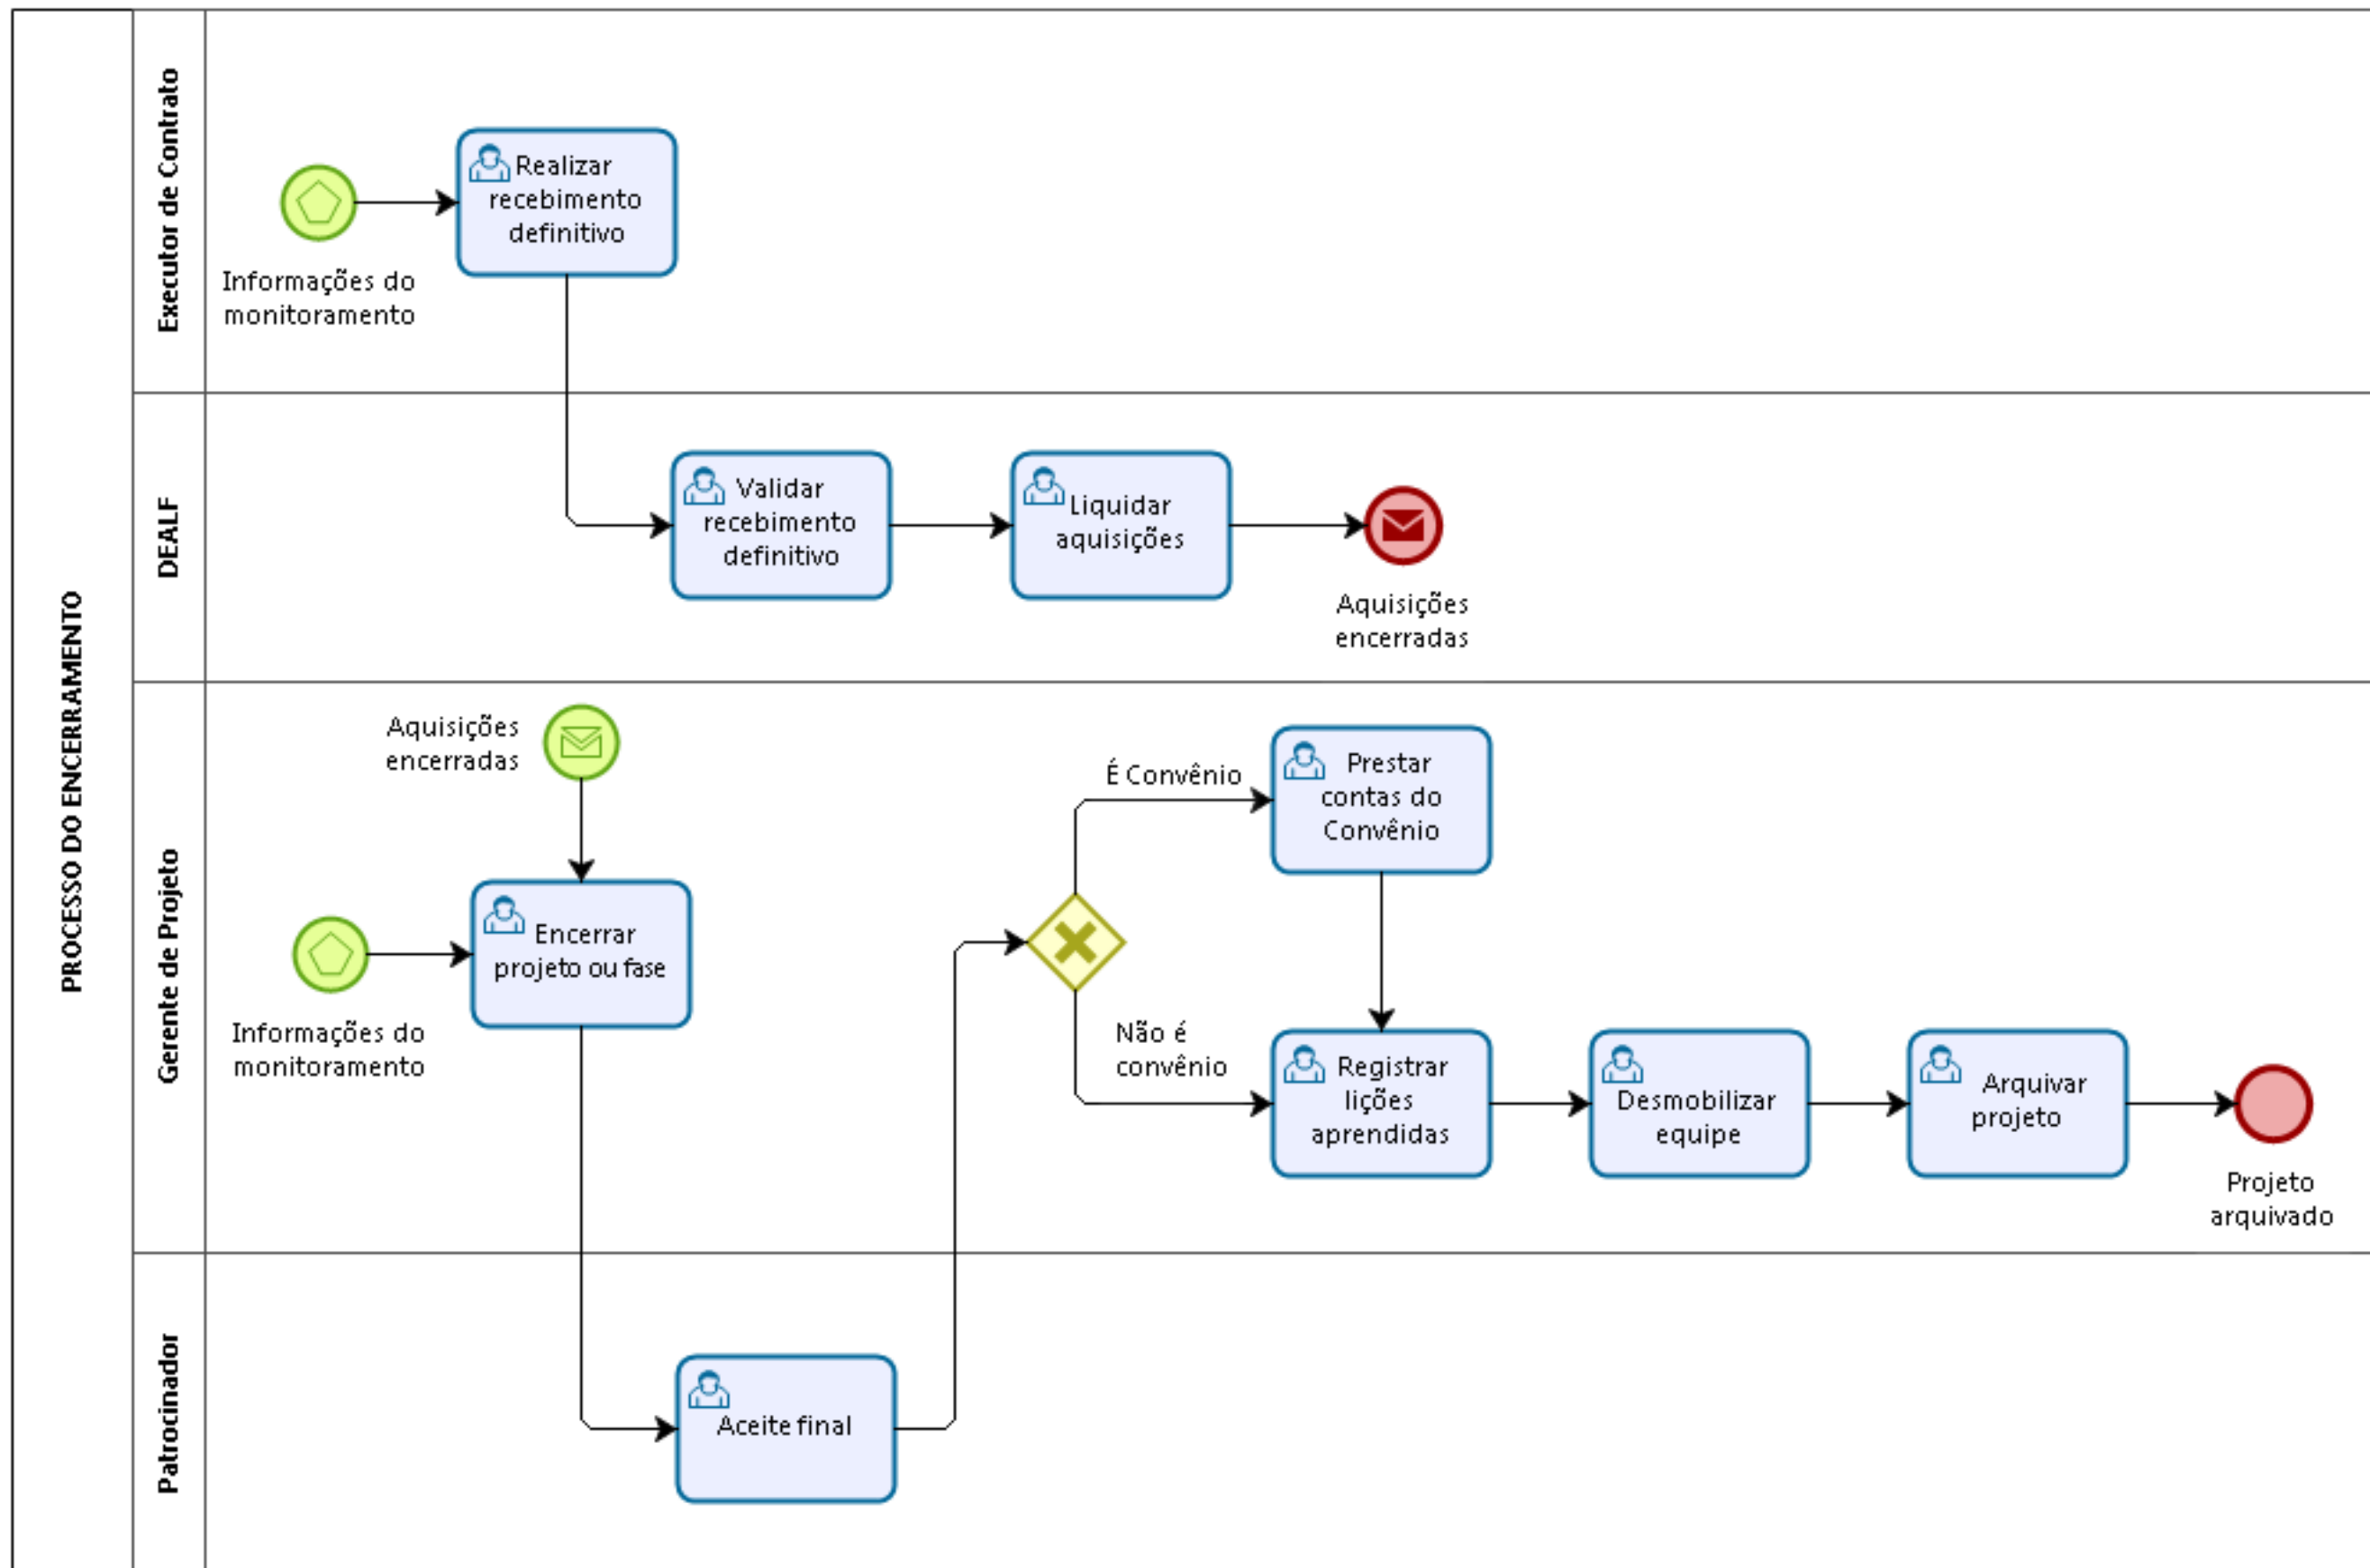 PROCESSO DO ENCERRAMENTO
Executor de Contrato
Informações do
monitoramento
Realizar
recebimento
definitivo
DEALF
Validar
recebimento
definitivo
Liquidar
aquisições
Aquisições
encerradas
Gerente de Projeto
Aquisições
encerradas
Informações do
monitoramento
Encerrar
projeto ou fase
É Convênio
Prestar
contas do
Convênio
Não é
convênio
Registrar
lições
aprendidas
Desmobilizar
equipe
Arquivar
projeto
Projeto
arquivado
Patrocinador
Aceite final